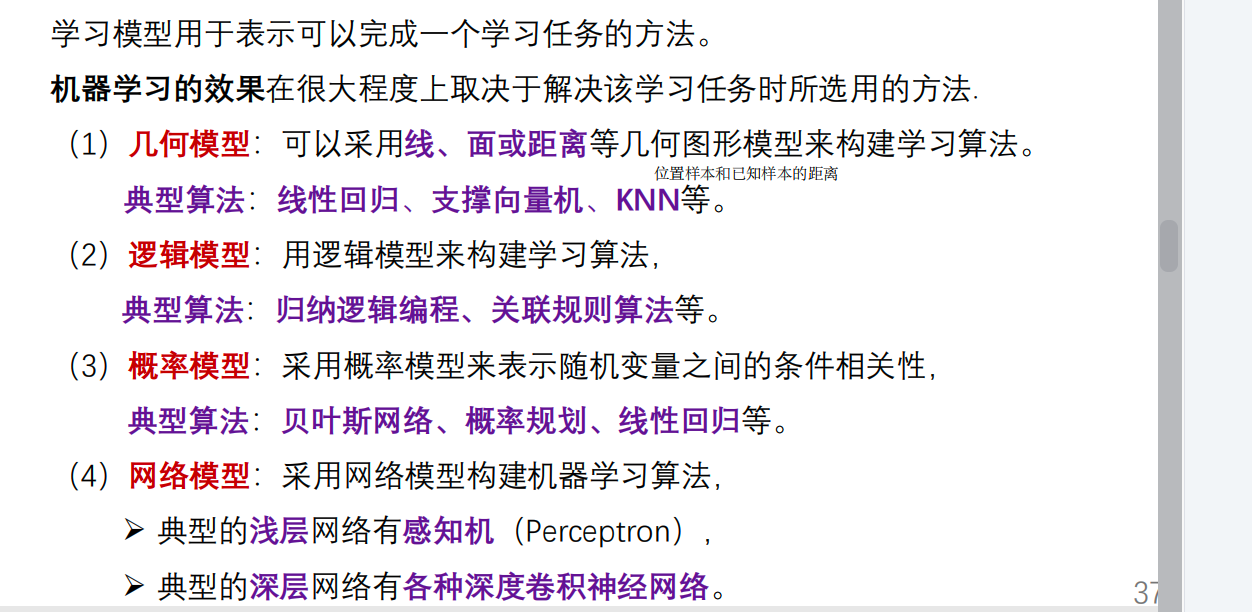 学习模型用于表示可以完成一个学习任务的方法。
机器学习的效果在很大程度上取决于解决该学习任务时所选用的方法.
（1）几何模型：可以采用线、面或距离等几何图形模型来构建学习算法。
位置样本和已知样本的距离
典型算法：线性回归、支撑向量机、KNN等。
（2）逻辑模型：用逻辑模型来构建学习算法,
典型算法：归纳逻辑编程、关联规则算法等。
（3）概率模型：采用概率模型来表示随机变量之间的条件相关性,
典型算法：贝叶斯网络、概率规划、线性回归等。
（4）网络模型：采用网络模型构建机器学习算法,
➢ 典型的浅层网络有感知机（Perceptron）,
➢ 典型的深层网络有各种深度卷积神经网络。
37